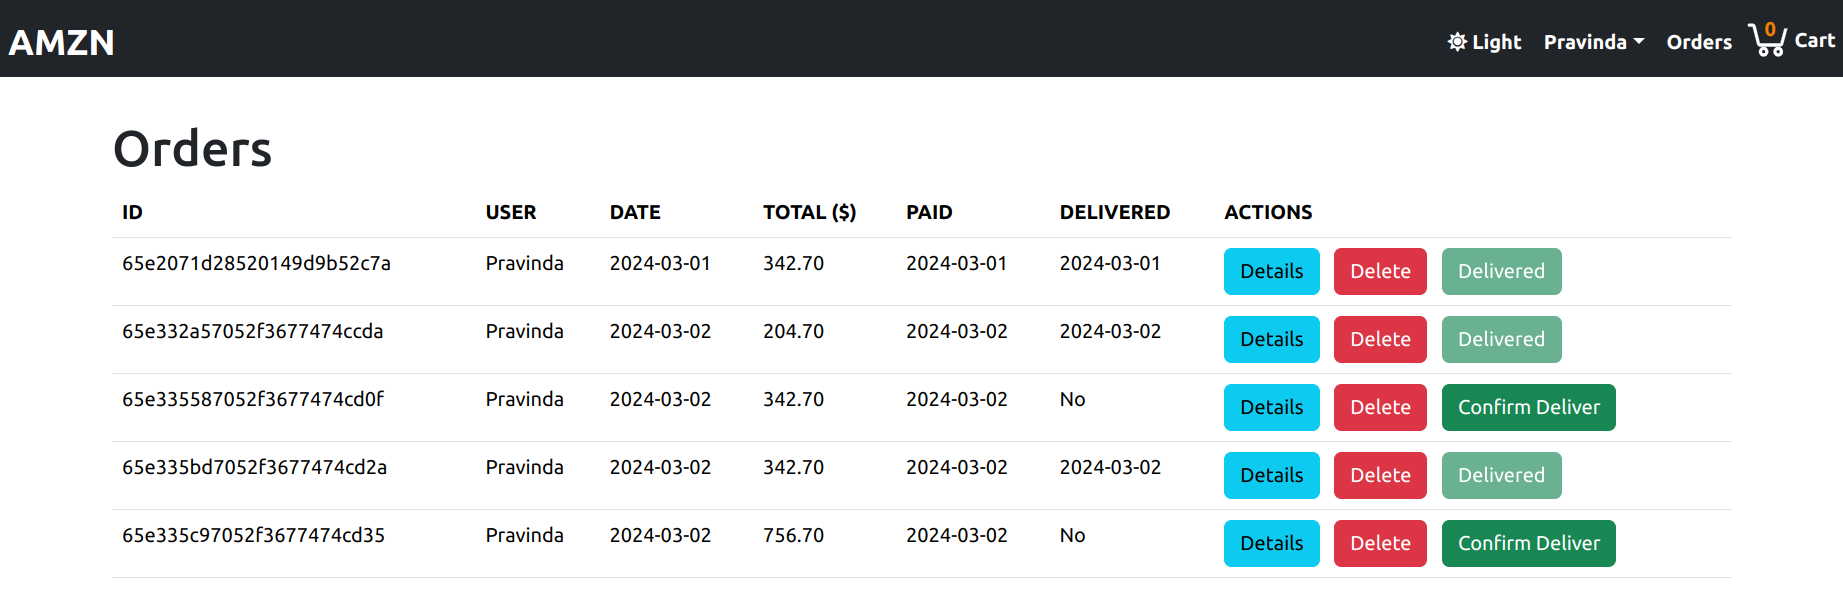 AMZN Light Pravinda Orders 0 Cart
Orders
ID USER DATE TOTAL ($) PAID DELIVERED ACTIONS
65e2071d28520149d9b52c7a Pravinda 2024-03-01 342.70 2024-03-01 2024-03-01 Details Delete Delivered
65e332a57052f3677474ccda Pravinda 2024-03-02 204.70 2024-03-02 2024-03-02 Details Delete Delivered
65e335587052f3677474cd0f Pravinda 2024-03-02 342.70 2024-03-02 No Details Delete Confirm Deliver
65e335bd7052f3677474cd2a Pravinda 2024-03-02 342.70 2024-03-02 2024-03-02 Details Delete Delivered
65e335c97052f3677474cd35 Pravinda 2024-03-02 756.70 2024-03-02 No Details Delete Confirm Deliver